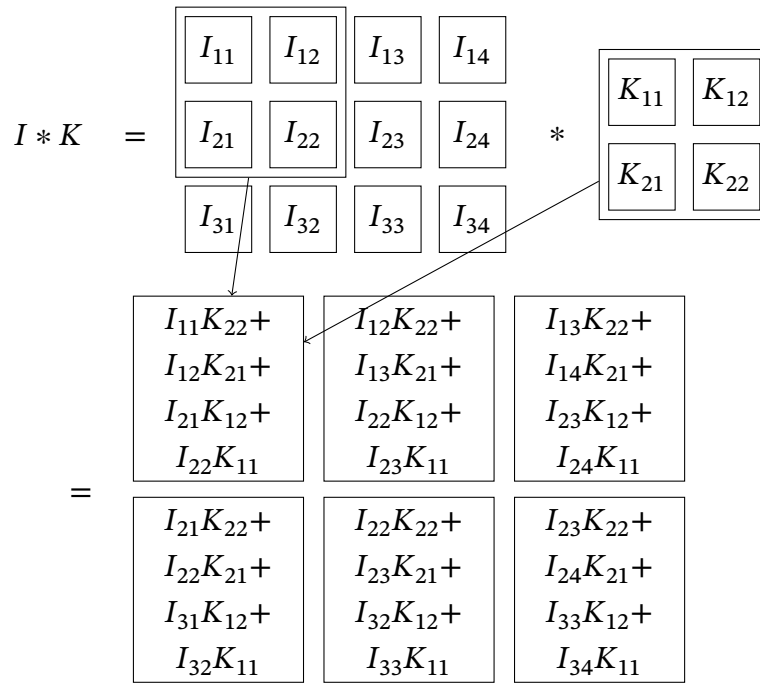 I₁₁ I₁₂ I₁₃ I₁₄
K₁₁ K₁₂
I ∗ K = I₂₁ I₂₂ I₂₃ I₂₄ ∗
K₂₁ K₂₂
I₃₁ I₃₂ I₃₃ I₃₄
I₁₁K₂₂+ I₁₂K₂₂+ I₁₃K₂₂+
I₁₂K₂₁+ I₁₃K₂₁+ I₁₄K₂₁+
I₂₁K₁₂+ I₂₂K₁₂+ I₂₃K₁₂+
I₂₂K₁₁ I₂₃K₁₁ I₂₄K₁₁
=
I₂₁K₂₂+ I₂₂K₂₂+ I₂₃K₂₂+
I₂₂K₂₁+ I₂₃K₂₁+ I₂₄K₂₁+
I₃₁K₁₂+ I₃₂K₁₂+ I₃₃K₁₂+
I₃₂K₁₁ I₃₃K₁₁ I₃₄K₁₁